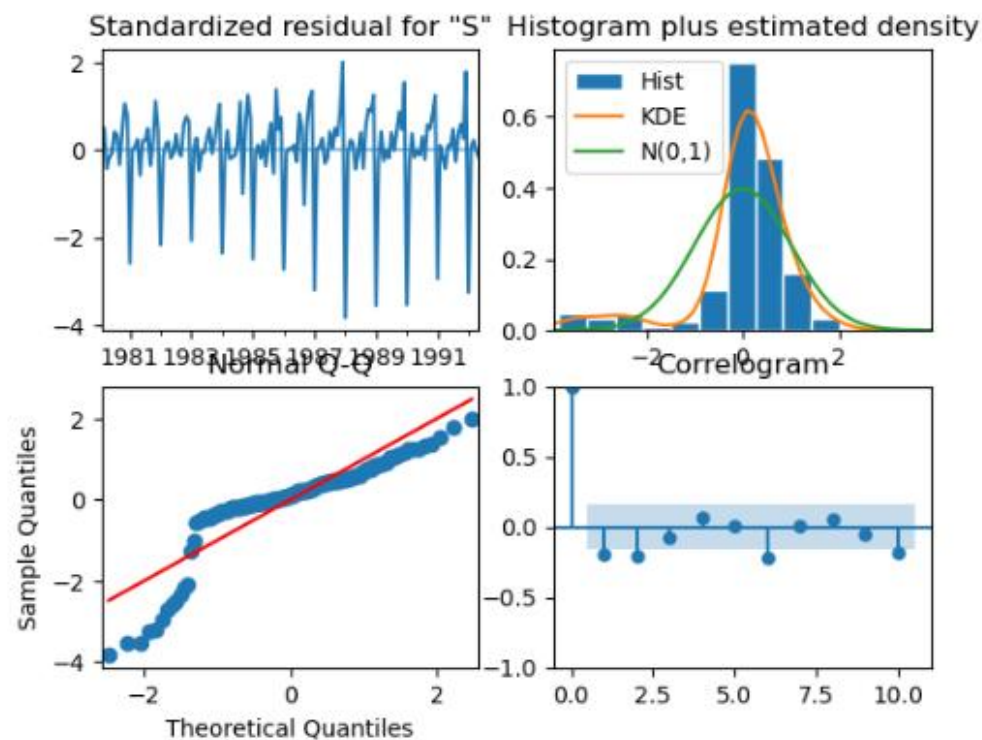 Standardized residual for "S"
Histogram plus estimated density
2
0
−2
−4
1981 1983 1985 1987 1989 1991
Hist
KDE
N(0,1)
0.6
0.4
0.2
0.0
−2 0 2
Normal Q-Q
Correlogram
Sample Quantiles
2
0
−2
−4
−2 0 2
Theoretical Quantiles
1.0
0.5
0.0
−0.5
−1.0
0.0 2.5 5.0 7.5 10.0